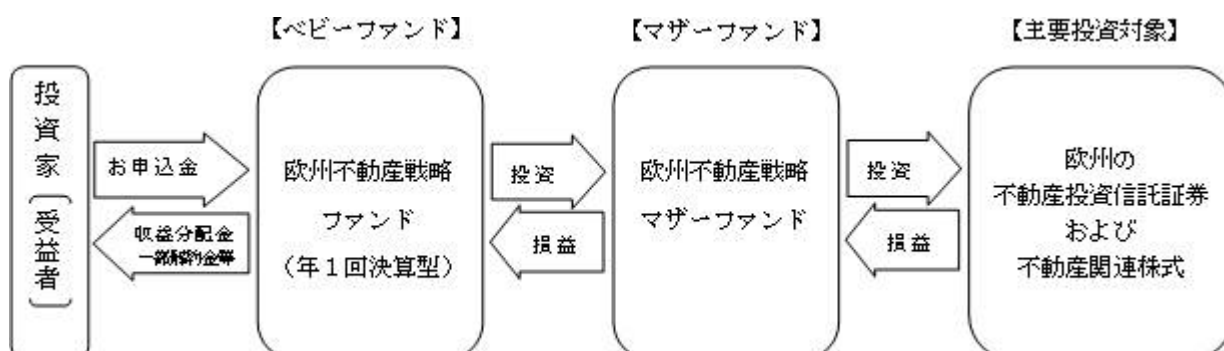 【ベビーファンド】
【マザーファンド】
【主要投資対象】
投資家〔受益者〕
お申込金
収益分配金
一部解約金等
欧州不動産戦略
ファンド
（年１回決算型）
投資
損益
欧州不動産戦略
マザーファンド
投資
損益
欧州の
不動産投資信託証券
および
不動産関連株式